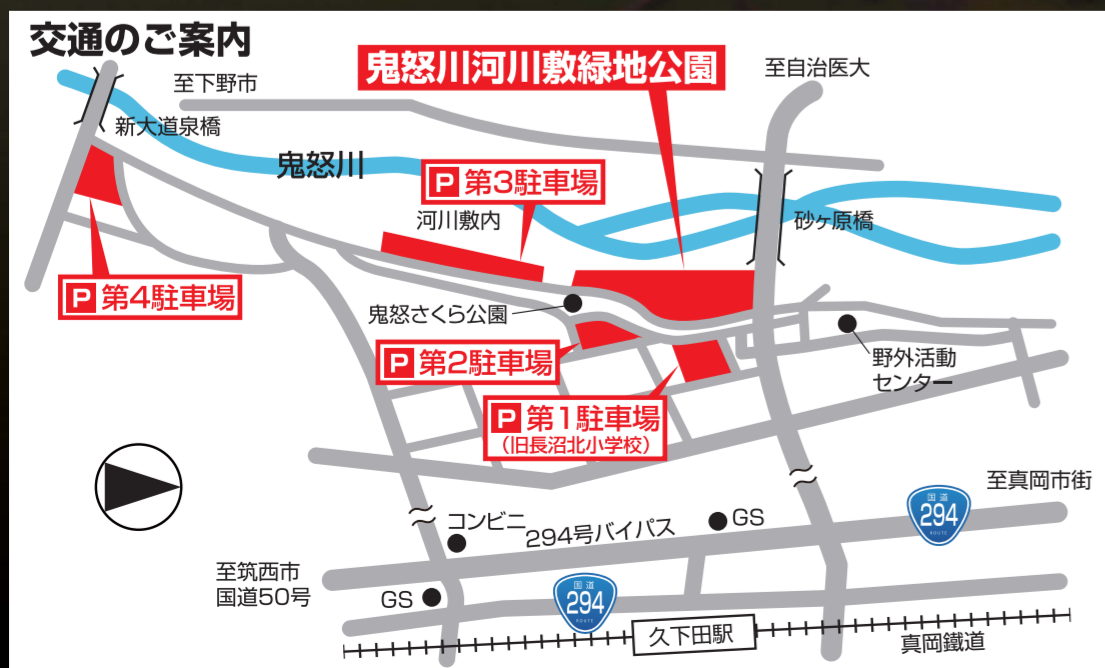 交通のご案内
鬼怒川河川敷緑地公園
至自治医大
至下野市
新大道泉橋
鬼怒川
P 第3駐車場
河川敷内
砂ヶ原橋
P 第4駐車場
鬼怒さくら公園
P 第2駐車場
野外活動
センター
P 第1駐車場
(旧長沼北小学校)
至真岡市街
国道
294
ROUTE
コンビニ
294号バイパス
GS
至筑西市
国道50号
GS
国道
294
ROUTE
久下田駅
真岡鐵道